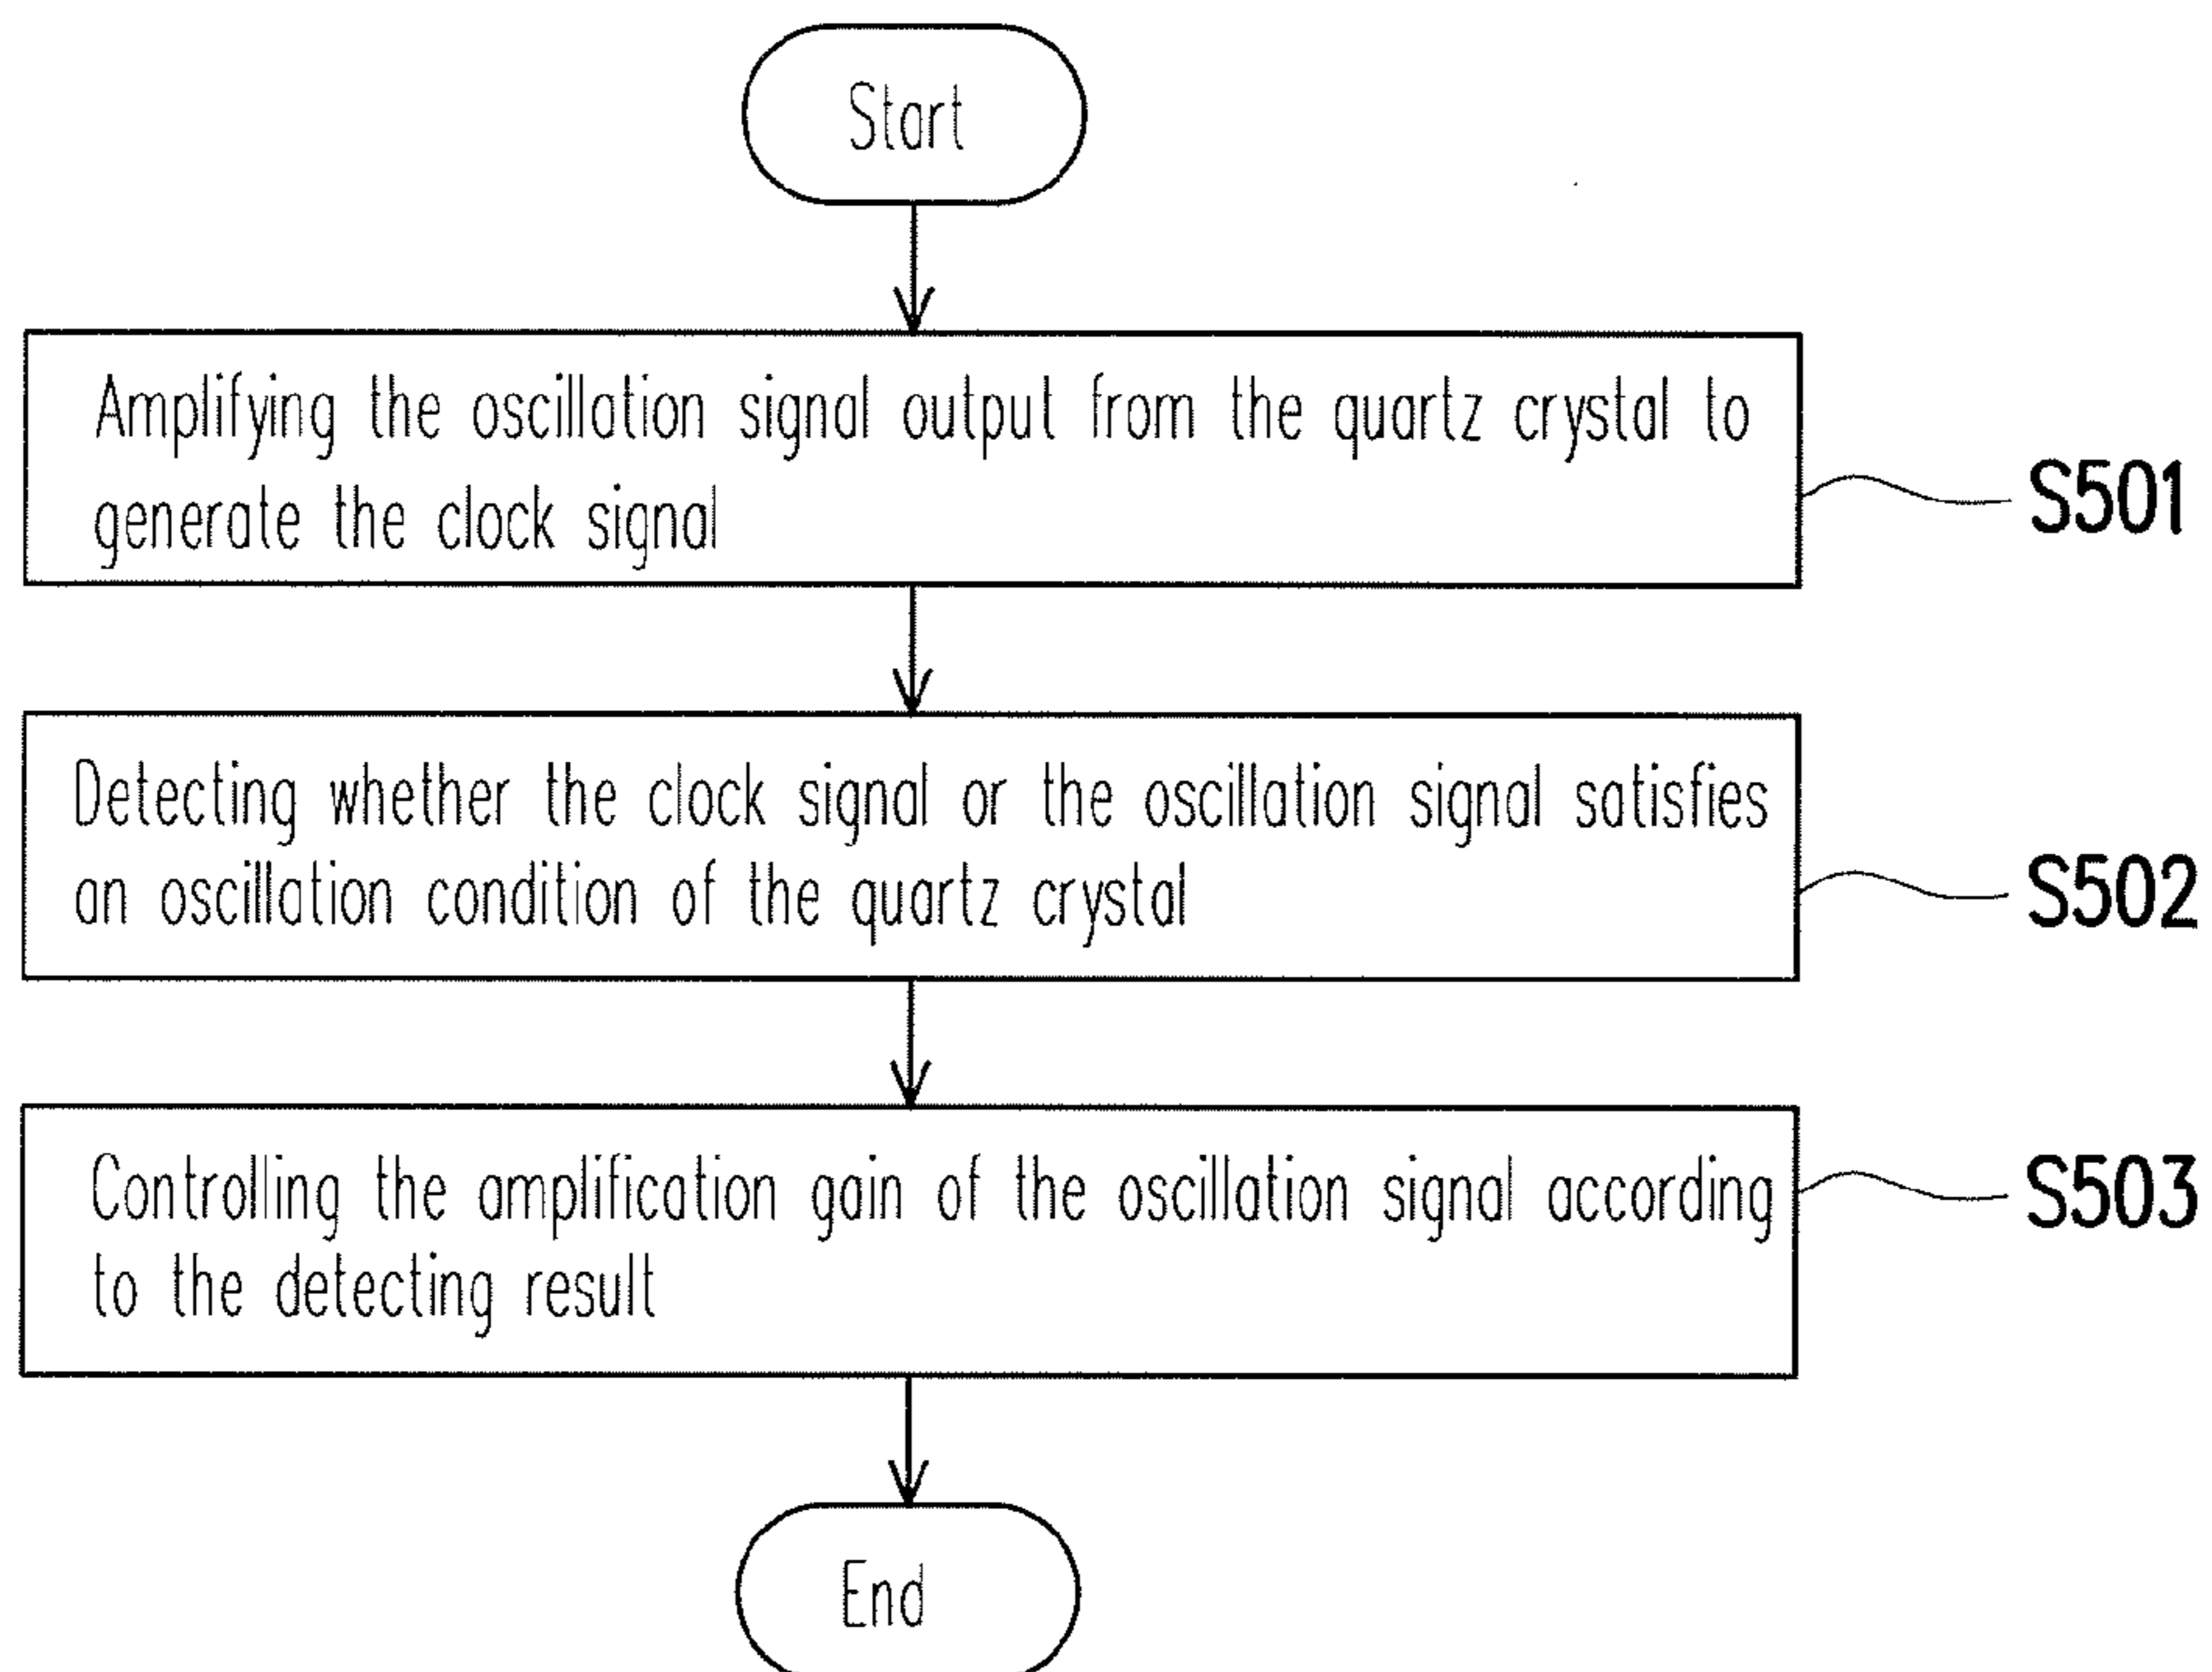 Start
Amplifying the oscillation signal output from the quartz crystal to
generate the clock signal
S501
Detecting whether the clock signal or the oscillation signal satisfies
an oscillation condition of the quartz crystal
S502
Controlling the amplification gain of the oscillation signal according
to the detecting result
S503
End